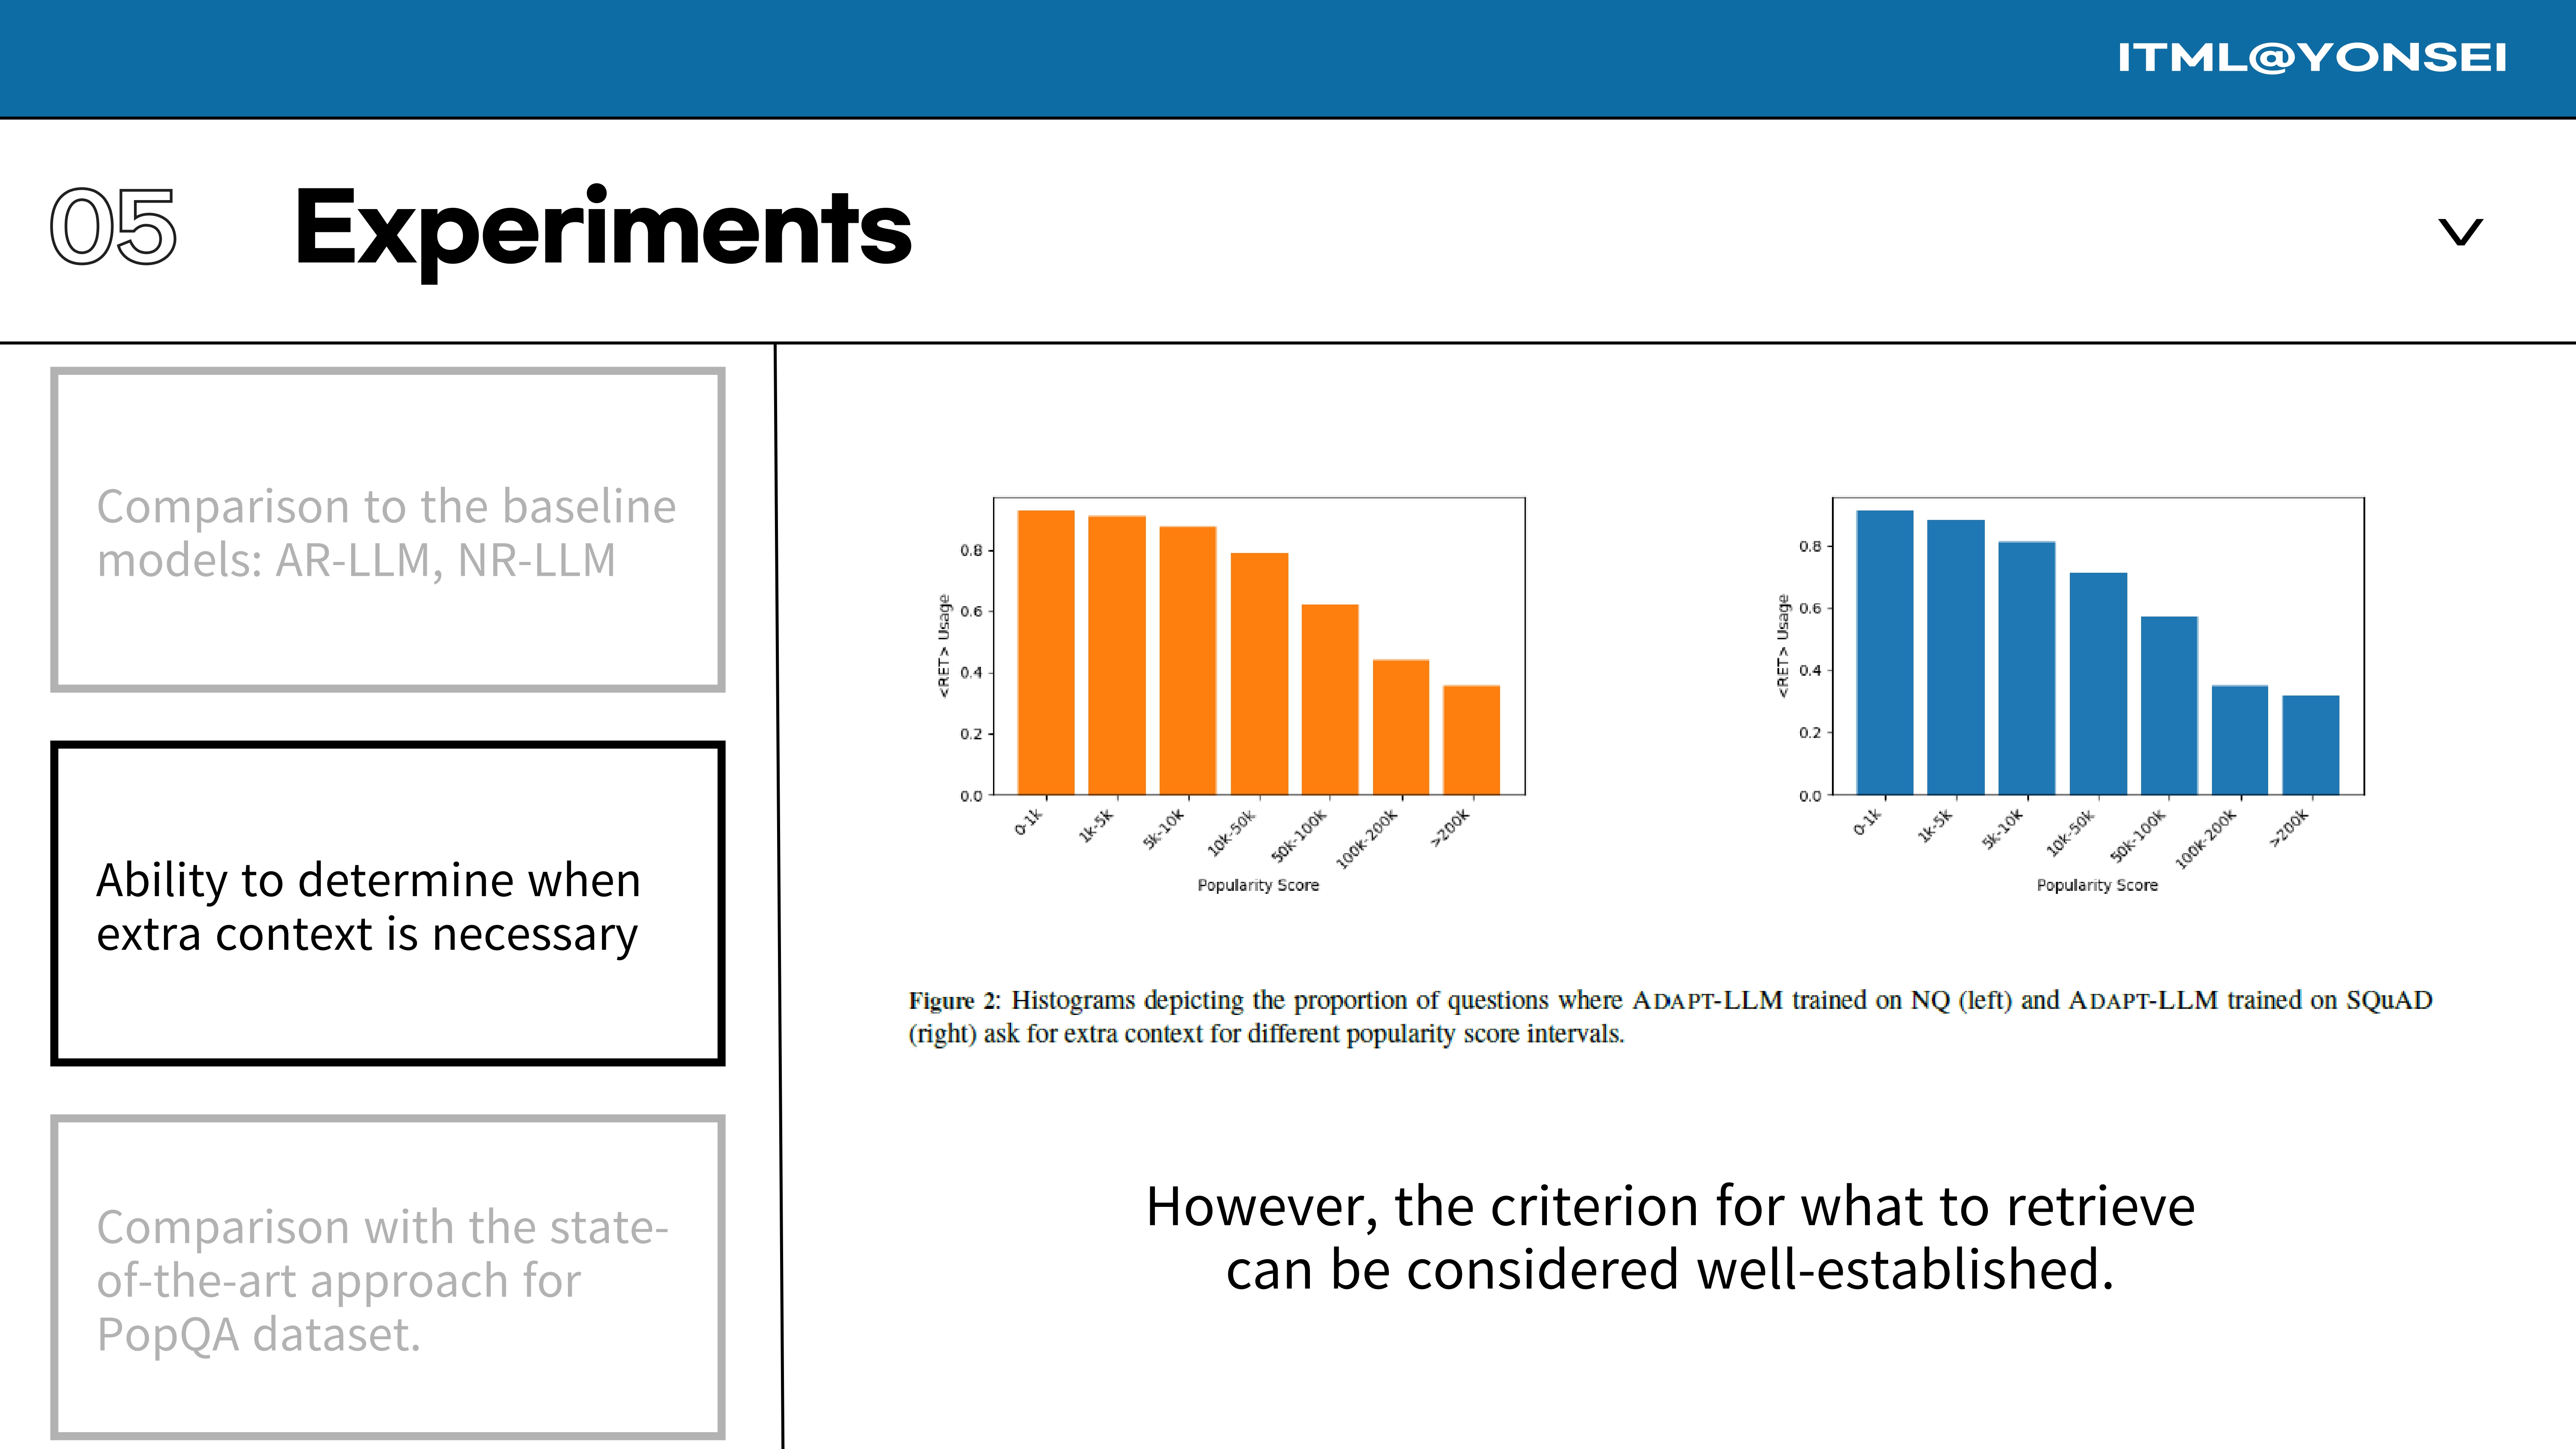 ITML@YONSEI
05
Experiments
Comparison to the baseline
models: AR-LLM, NR-LLM
Ability to determine when
extra context is necessary
Comparison with the state-
of-the-art approach for
PopQA dataset.
<RET> Usage
0.8
0.6
0.4
0.2
0.0
0-1k
1k-5k
5k-10k
10k-50k
50k-100k
100k-200k
>200k
Popularity Score
<RET> Usage
0.8
0.6
0.4
0.2
0.0
0-1k
1k-5k
5k-10k
10k-50k
50k-100k
100k-200k
>200k
Popularity Score
Figure 2: Histograms depicting the proportion of questions where ADAPT-LLM trained on NQ (left) and ADAPT-LLM trained on SQuAD
(right) ask for extra context for different popularity score intervals.
However, the criterion for what to retrieve
can be considered well-established.